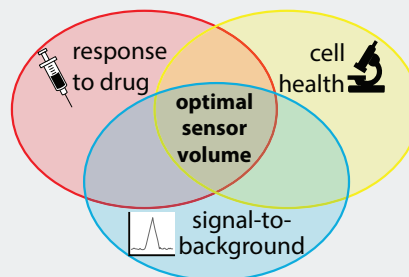 response
to drug
cell
health
optimal
sensor
volume
signal-to-
background